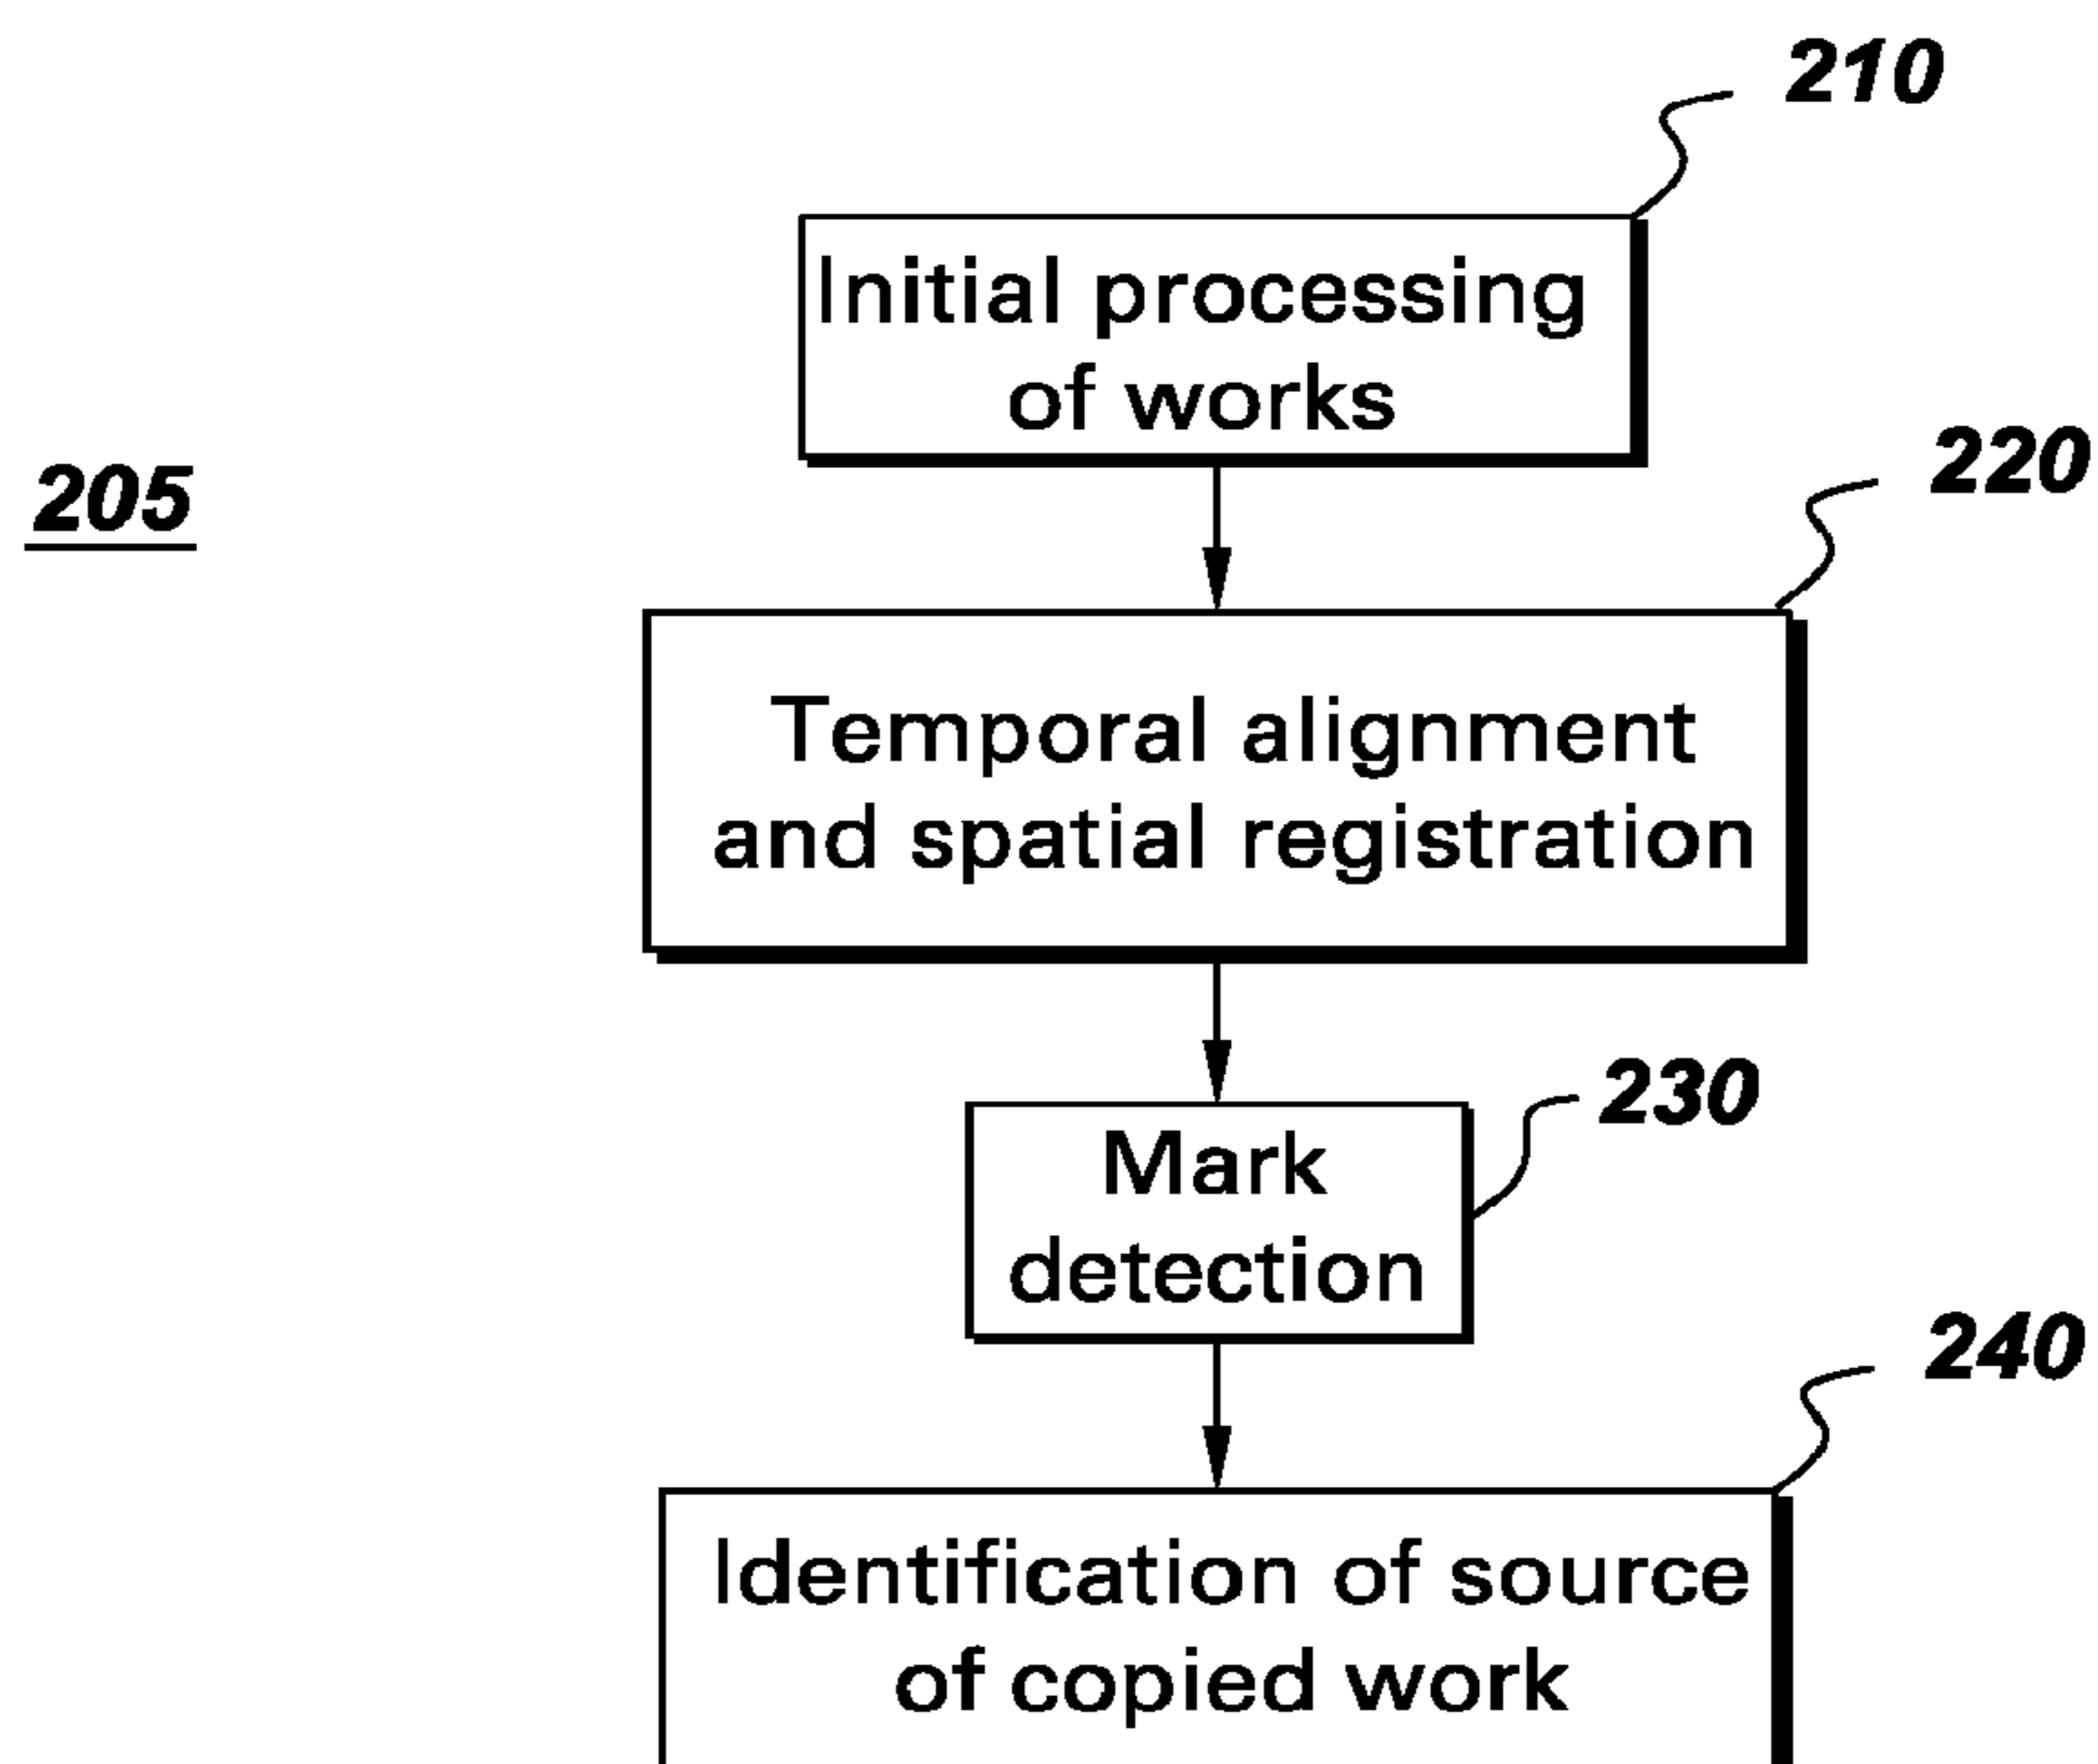 210
Initial processing
of works
220
205
Temporal alignment
and spatial registration
230
Mark
detection
240
Identification of source
of copied work